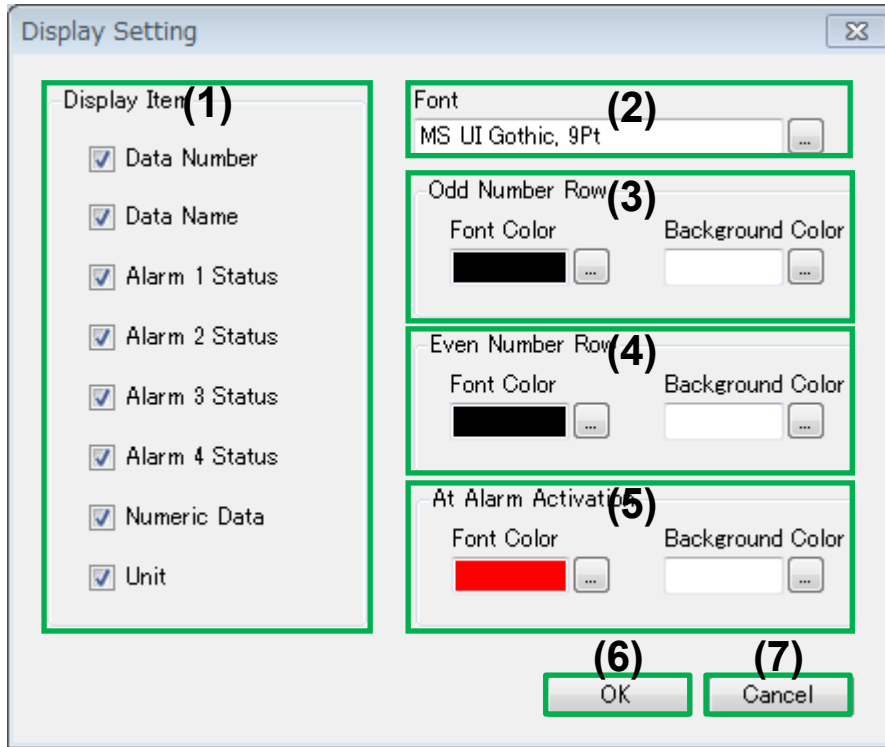 Display Setting
Display Item
(1)
Data Number
Data Name
Alarm 1 Status
Alarm 2 Status
Alarm 3 Status
Alarm 4 Status
Numeric Data
Unit
Font
(2)
MS UI Gothic, 9Pt
...
Odd Number Row
(3)
Font Color
Background Color
...
...
Even Number Row
(4)
Font Color
Background Color
...
...
At Alarm Activation
(5)
Font Color
Background Color
...
...
(6)
OK
(7)
Cancel